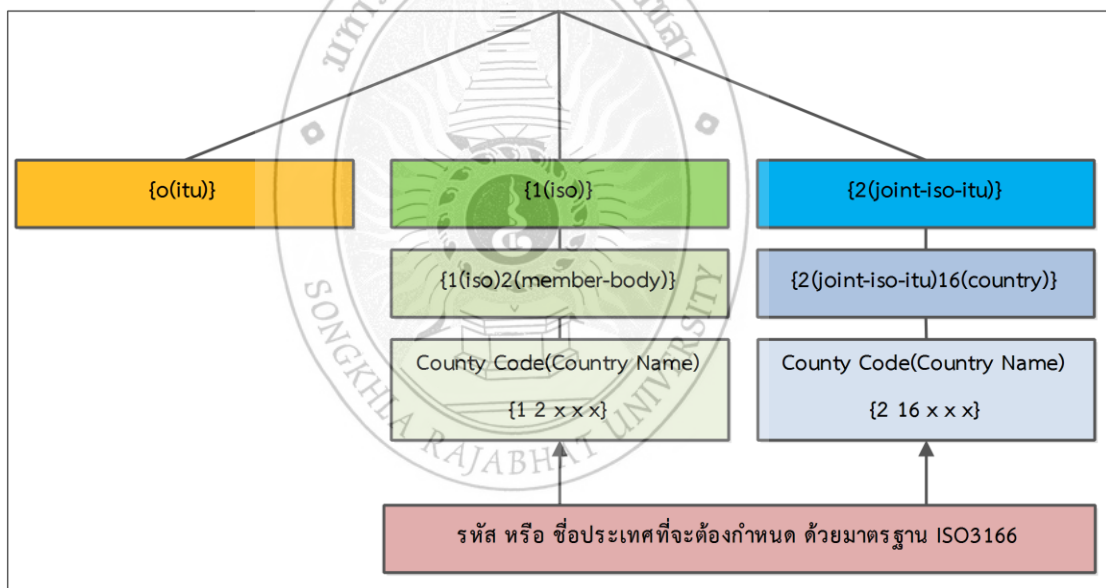 {o(itu)}
{1(iso)}
{2(joint-iso-itu)}
{1(iso)2(member-body)}
{2(joint-iso-itu)16(country)}
County Code(Country Name)
{1 2 x x x}
County Code(Country Name)
{2 16 x x x}
รหัส หรือ ชื่อประเทศที่จะต้องกำหนด ด้วยมาตรฐาน ISO3166
SONGKHLA RAJABHAT UNIVERSITY